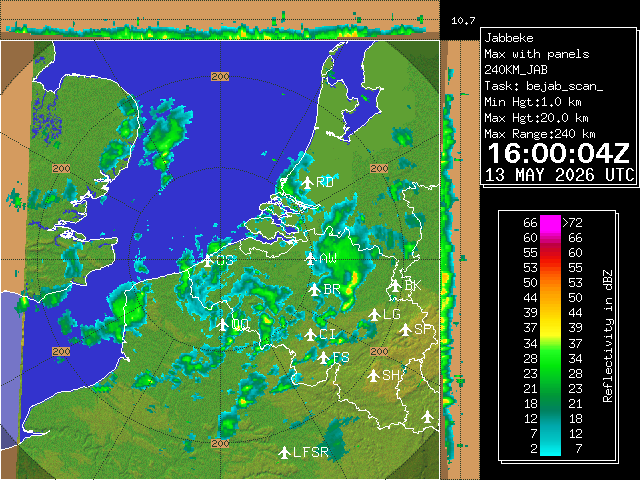 10.7
Jabbeke
Max with panels
240KM_JAB
Task: bejab_scan_
Min Hgt:1.0 km
Max Hgt:20.0 km
Max Range:240 km
16:00:04Z
13 MAY 2026 UTC
200
200
200
RD
OS
AW
BR
BK
LG
QO
CI
SP
FS
SH
200
200
200
LFSR
66 >72
60 66
55 60
53 55
50 53
44 50
39 44
37 39
34 37
28 34
23 28
21 23
18 21
12 18
7 12
2 7
Reflectivity in dBZ